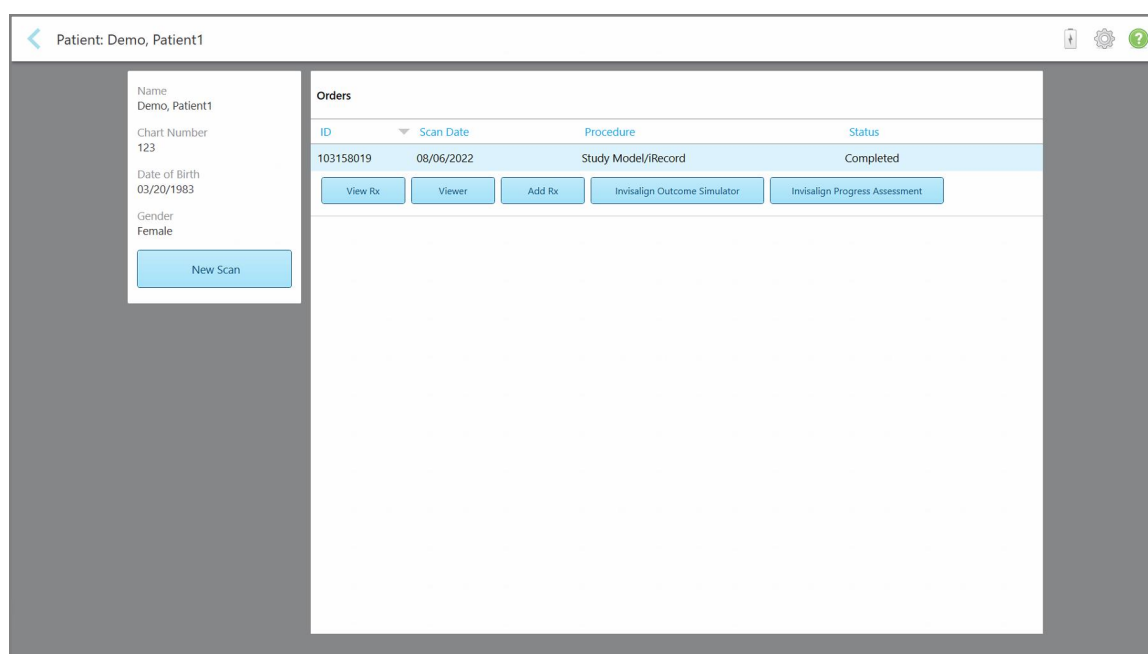 Patient: Demo, Patient1
?
Name
Demo, Patient1
Chart Number
123
Date of Birth
03/20/1983
Gender
Female
New Scan
Orders
ID Scan Date Procedure Status
103158019 08/06/2022 Study Model/iRecord Completed
View Rx Viewer Add Rx Invisalign Outcome Simulator Invisalign Progress Assessment